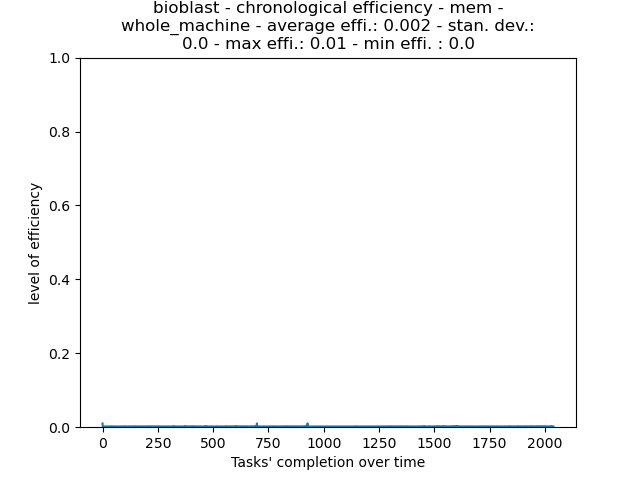 bioblast - chronological efficiency - mem -
whole_machine - average effi.: 0.002 - stan. dev.:
0.0 - max effi.: 0.01 - min effi. : 0.0
1.0
0.8
0.6
0.4
0.2
0.0
level of efficiency
0 250 500 750 1000 1250 1500 1750 2000
Tasks' completion over time